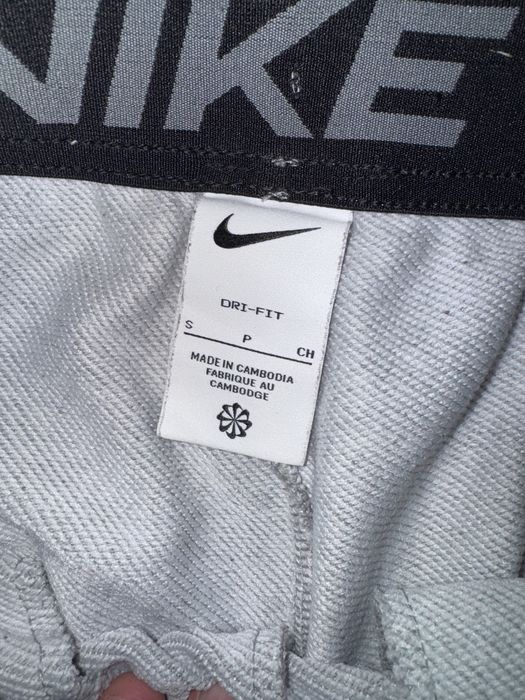 NIKE
DRI-FIT
S P CH
MADE IN CAMBODIA
FABRIQUE AU
CAMBODGE